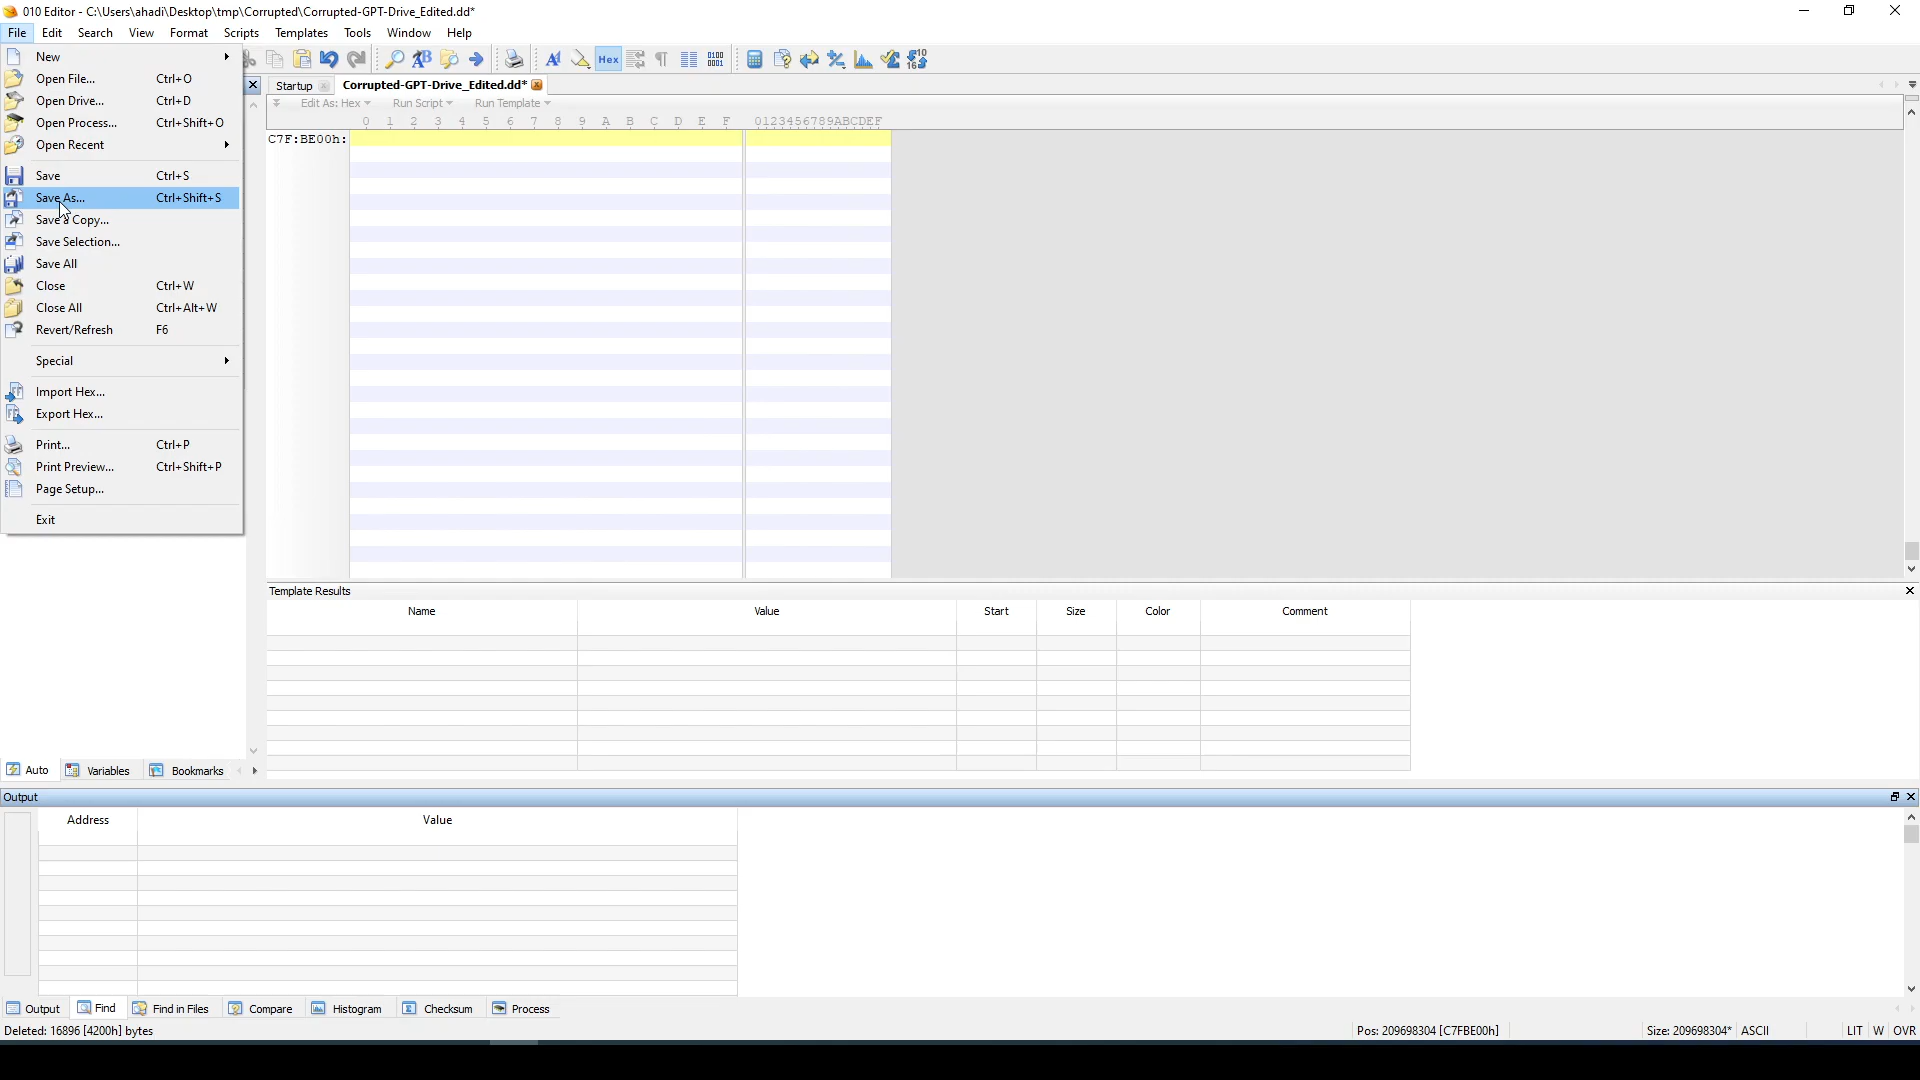 010 Editor - C:\Users\ahadi\Desktop\tmp\Corrupted\Corrupted-GPT-Drive_Edited.dd*
File Edit Search View Format Scripts Templates Tools Window Help
New
Open File... Ctrl+O
Open Drive... Ctrl+D
Open Process... Ctrl+Shift+O
Open Recent
Save Ctrl+S
Save As... Ctrl+Shift+S
Save a Copy...
Save Selection...
Save All
Close Ctrl+W
Close All Ctrl+Alt+W
Revert/Refresh F6
Special
Import Hex...
Export Hex...
Print... Ctrl+P
Print Preview... Ctrl+Shift+P
Page Setup...
Exit
Hex
Startup Corrupted-GPT-Drive_Edited.dd*
Edit As: Hex Run Script Run Template
0 1 2 3 4 5 6 7 8 9 A B C D E F 0123456789ABCDEF
C7F:BE00h:
Template Results
Name Value Start Size Color Comment
Auto Variables Bookmarks
Output
Address Value
Output Find Find in Files Compare Histogram Checksum Process
Deleted: 16896 [4200h] bytes Pos: 209698304 [C7FBE00h] Size: 209698304* ASCII LIT W OVR